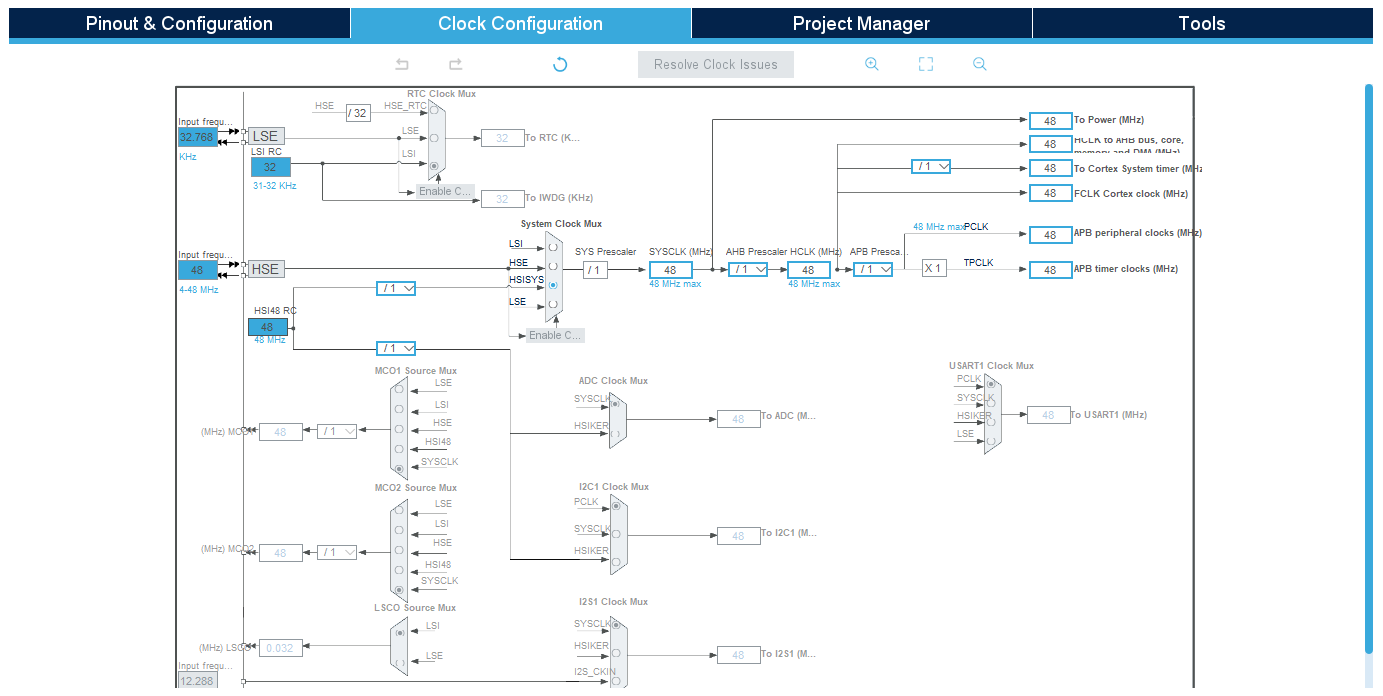 Pinout & Configuration
Clock Configuration
Project Manager
Tools
Resolve Clock Issues
RTC Clock Mux
HSE
/ 32
HSE_RTC
Input frequ...
32.768
KHz
LSE
LSE
LSI RC
32
31-32 KHz
LSI
32
To RTC (K...
Enable C...
32
To IWDG (KHz)
48
To Power (MHz)
48
HCLK to AHB bus, core,
memory and DMA (MHz)
/ 1
48
To Cortex System timer (MHz
48
FCLK Cortex clock (MHz)
System Clock Mux
LSI
HSE
HSISYS
LSE
Enable C...
Input frequ...
48
4-48 MHz
HSE
/ 1
HSI48 RC
48
48 MHz
/ 1
SYS Prescaler
/ 1
SYSCLK (MHz)
48
48 MHz max
AHB Prescaler
/ 1
HCLK (MHz)
48
48 MHz max
APB Presca...
/ 1
48 MHz max
PCLK
48
APB peripheral clocks (MHz)
X 1
TPCLK
48
APB timer clocks (MHz)
MCO1 Source Mux
LSE
LSI
HSE
HSI48
SYSCLK
(MHz) MCO1
48
/ 1
ADC Clock Mux
SYSCLK
HSIKER
48
To ADC (M...
USART1 Clock Mux
PCLK
SYSCLK
HSIKER
LSE
48
To USART1 (MHz)
MCO2 Source Mux
LSE
LSI
HSE
HSI48
SYSCLK
(MHz) MCO2
48
/ 1
I2C1 Clock Mux
PCLK
SYSCLK
HSIKER
48
To I2C1 (M...
LSCO Source Mux
LSI
LSE
(MHz) LSCO
0.032
I2S1 Clock Mux
SYSCLK
HSIKER
I2S_CKIN
48
To I2S1 (M...
Input frequ...
12.288